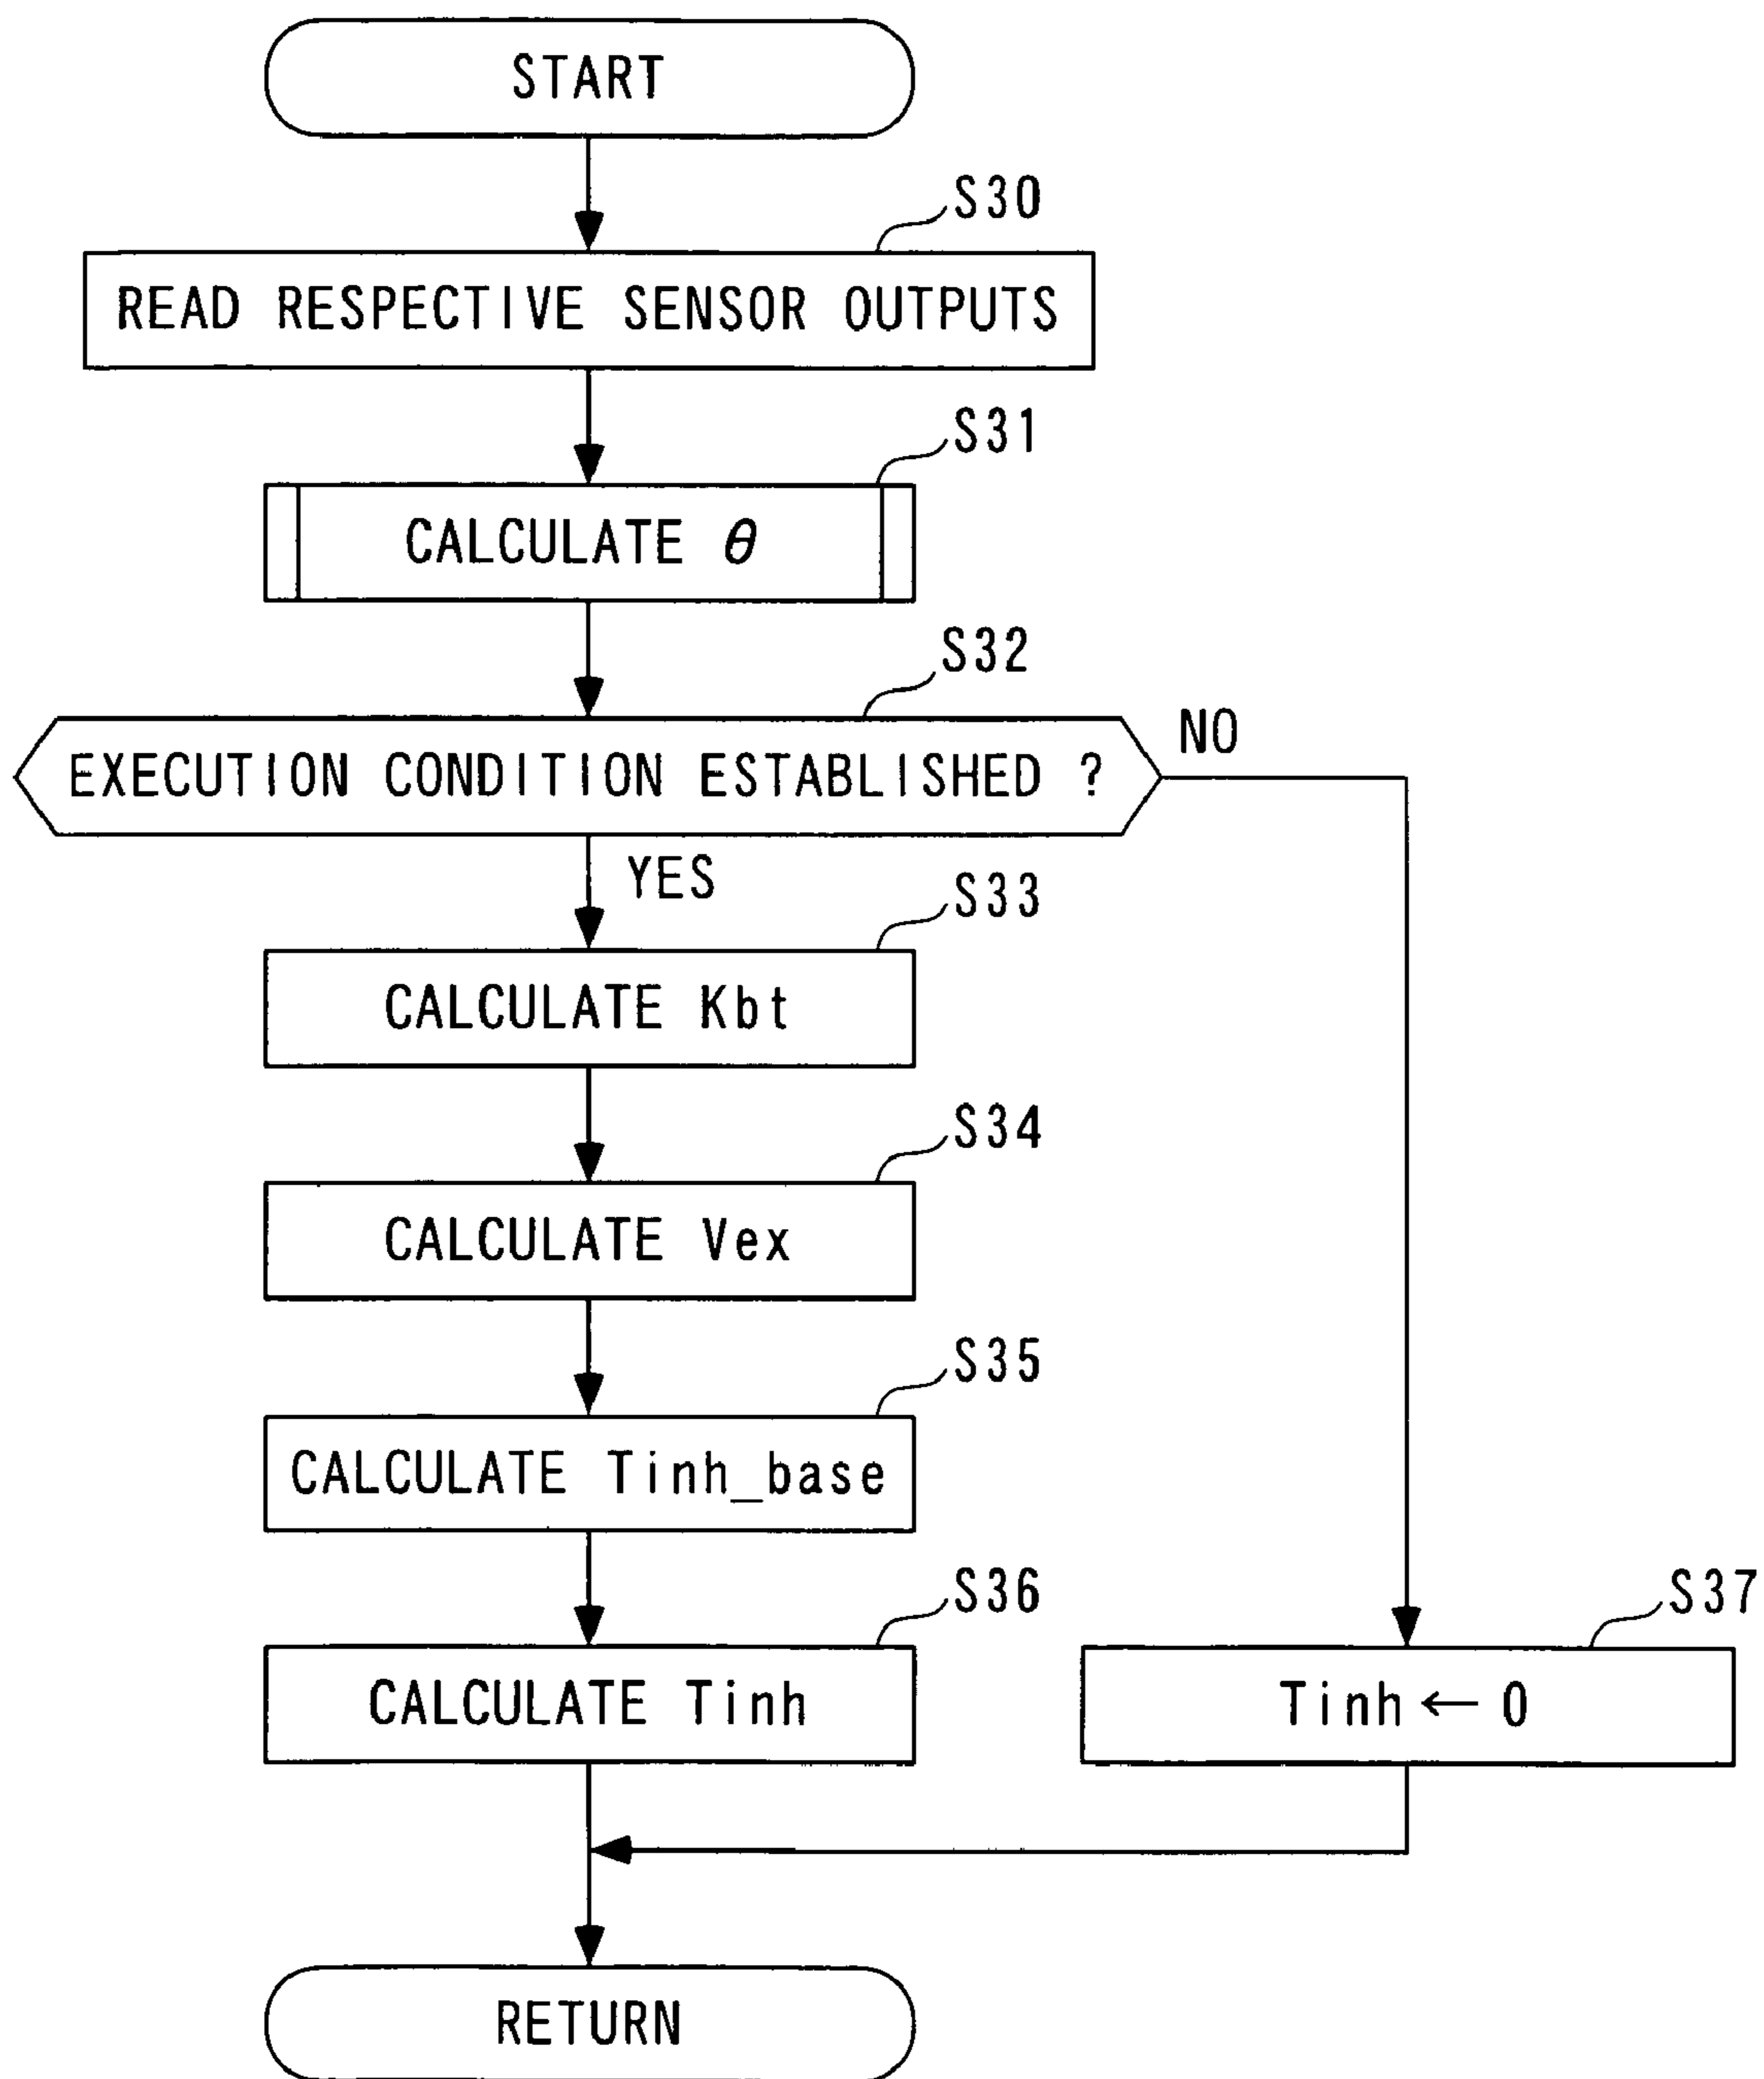 START
S30
READ RESPECTIVE SENSOR OUTPUTS
S31
CALCULATE θ
S32
EXECUTION CONDITION ESTABLISHED ?
NO
YES
S33
CALCULATE Kbt
S34
CALCULATE Vex
S35
CALCULATE Tinh_base
S36
CALCULATE Tinh
S37
Tinh ← 0
RETURN